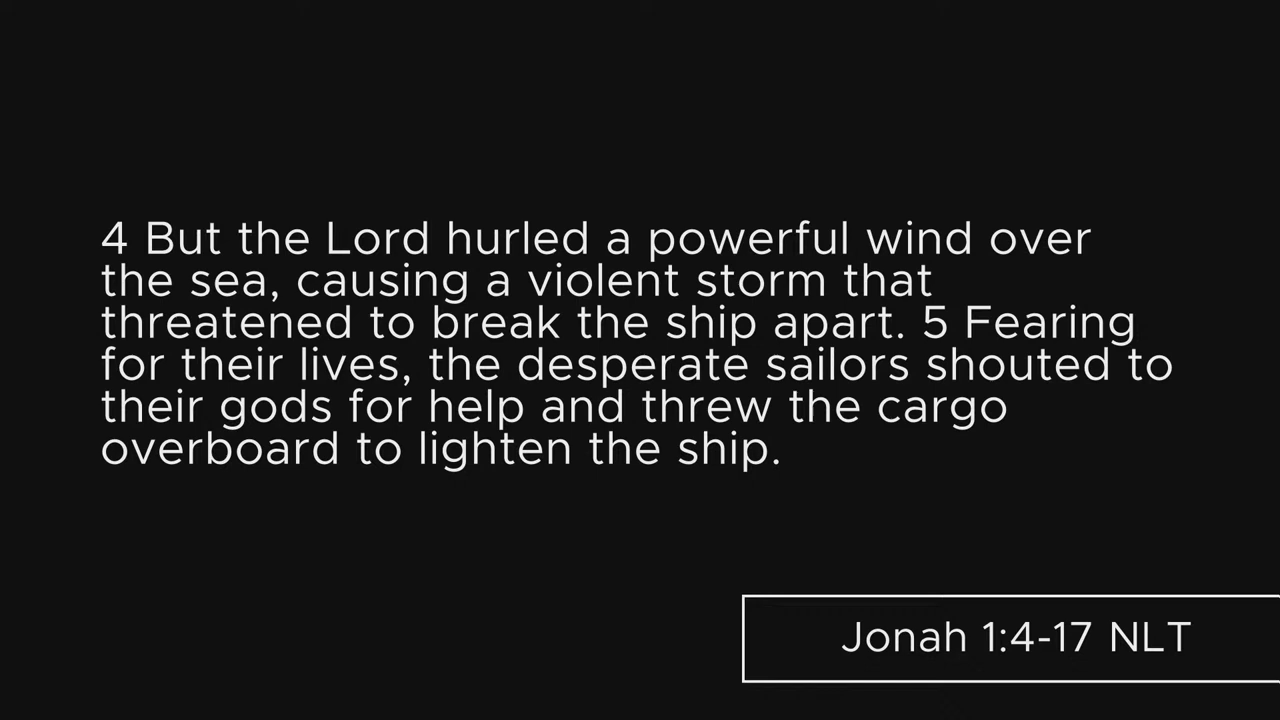 4 But the Lord hurled a powerful wind over
the sea, causing a violent storm that
threatened to break the ship apart. 5 Fearing
for their lives, the desperate sailors shouted to
their gods for help and threw the cargo
overboard to lighten the ship.
Jonah 1:4-17 NLT